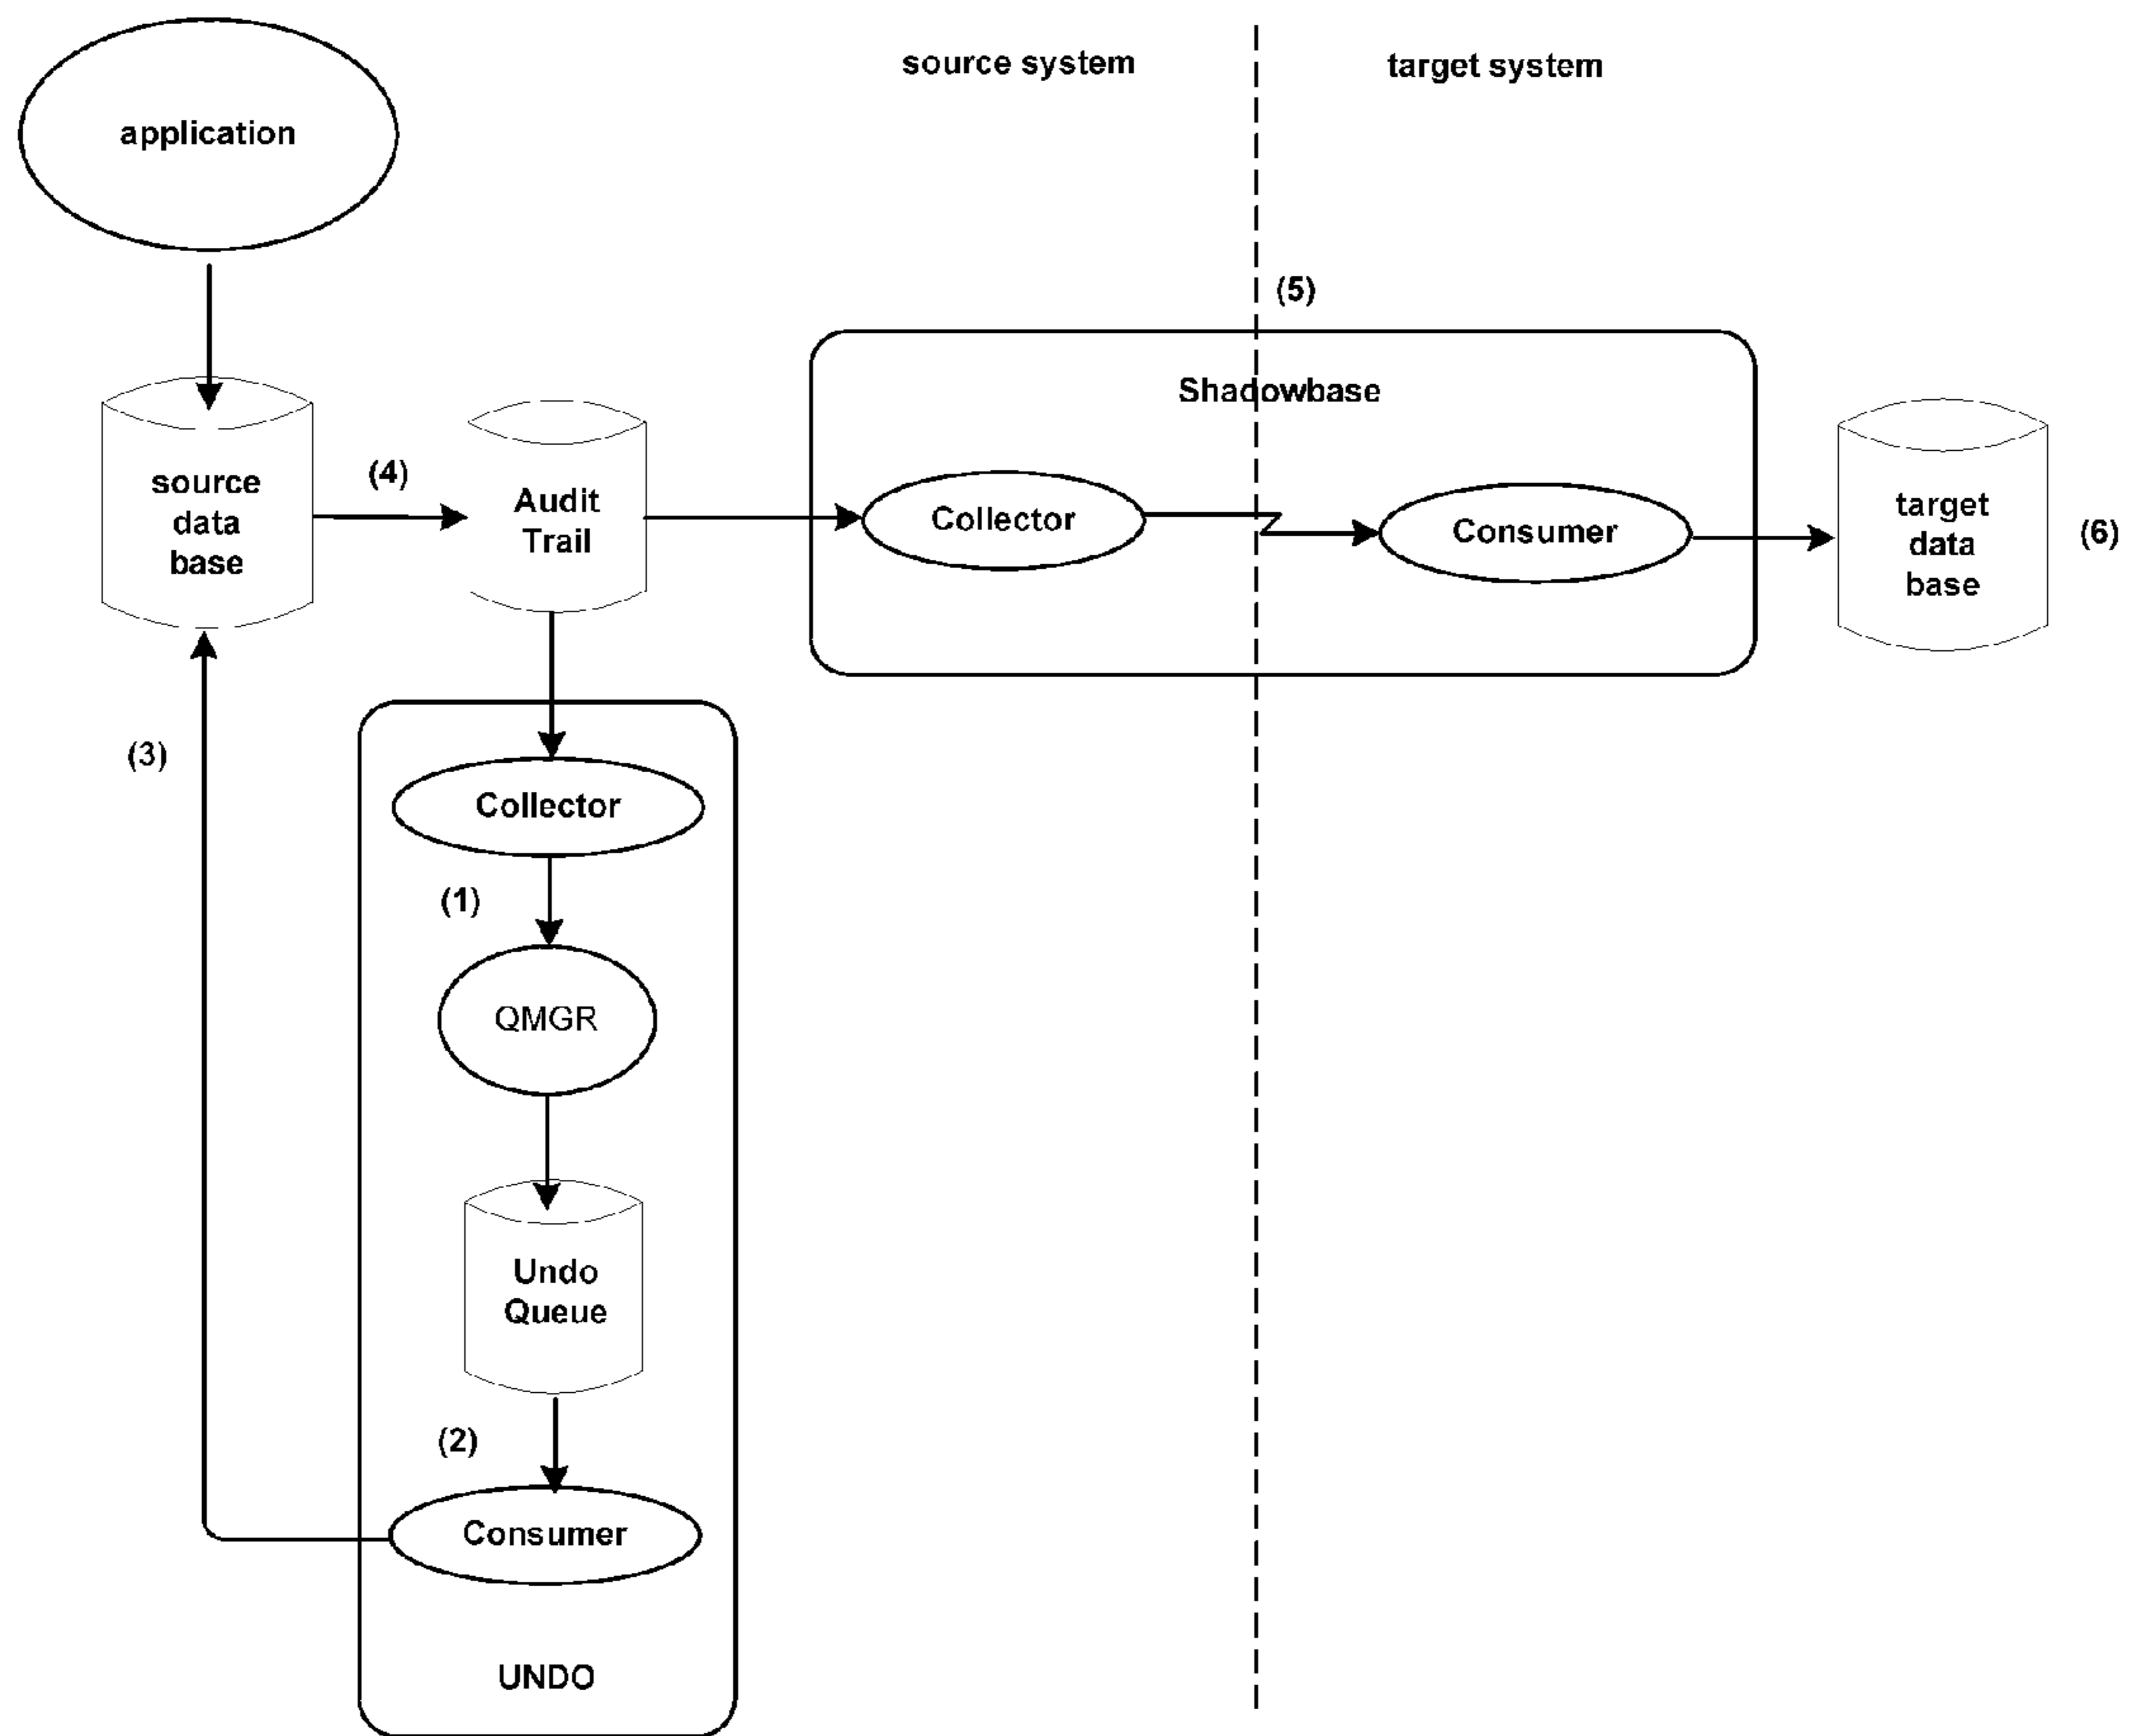 source system
target system
application
(5)
Shadowbase
source
data
base
(4)
Audit
Trail
Collector
Consumer
target
data
base
(6)
(3)
Collector
(1)
QMGR
Undo
Queue
(2)
Consumer
UNDO